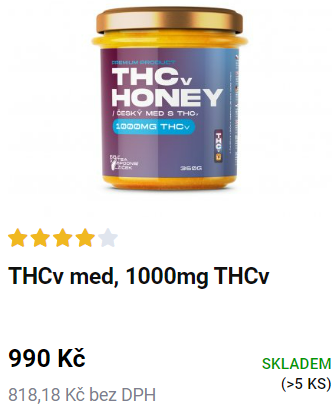 PREMIUM PRODUCT
THCv
HONEY
/ ČESKÝ MED S THCv
1000MG THCv
THC-V
350G
THCv med, 1000mg THCv
990 Kč
SKLADEM
818,18 Kč bez DPH
(>5 KS)